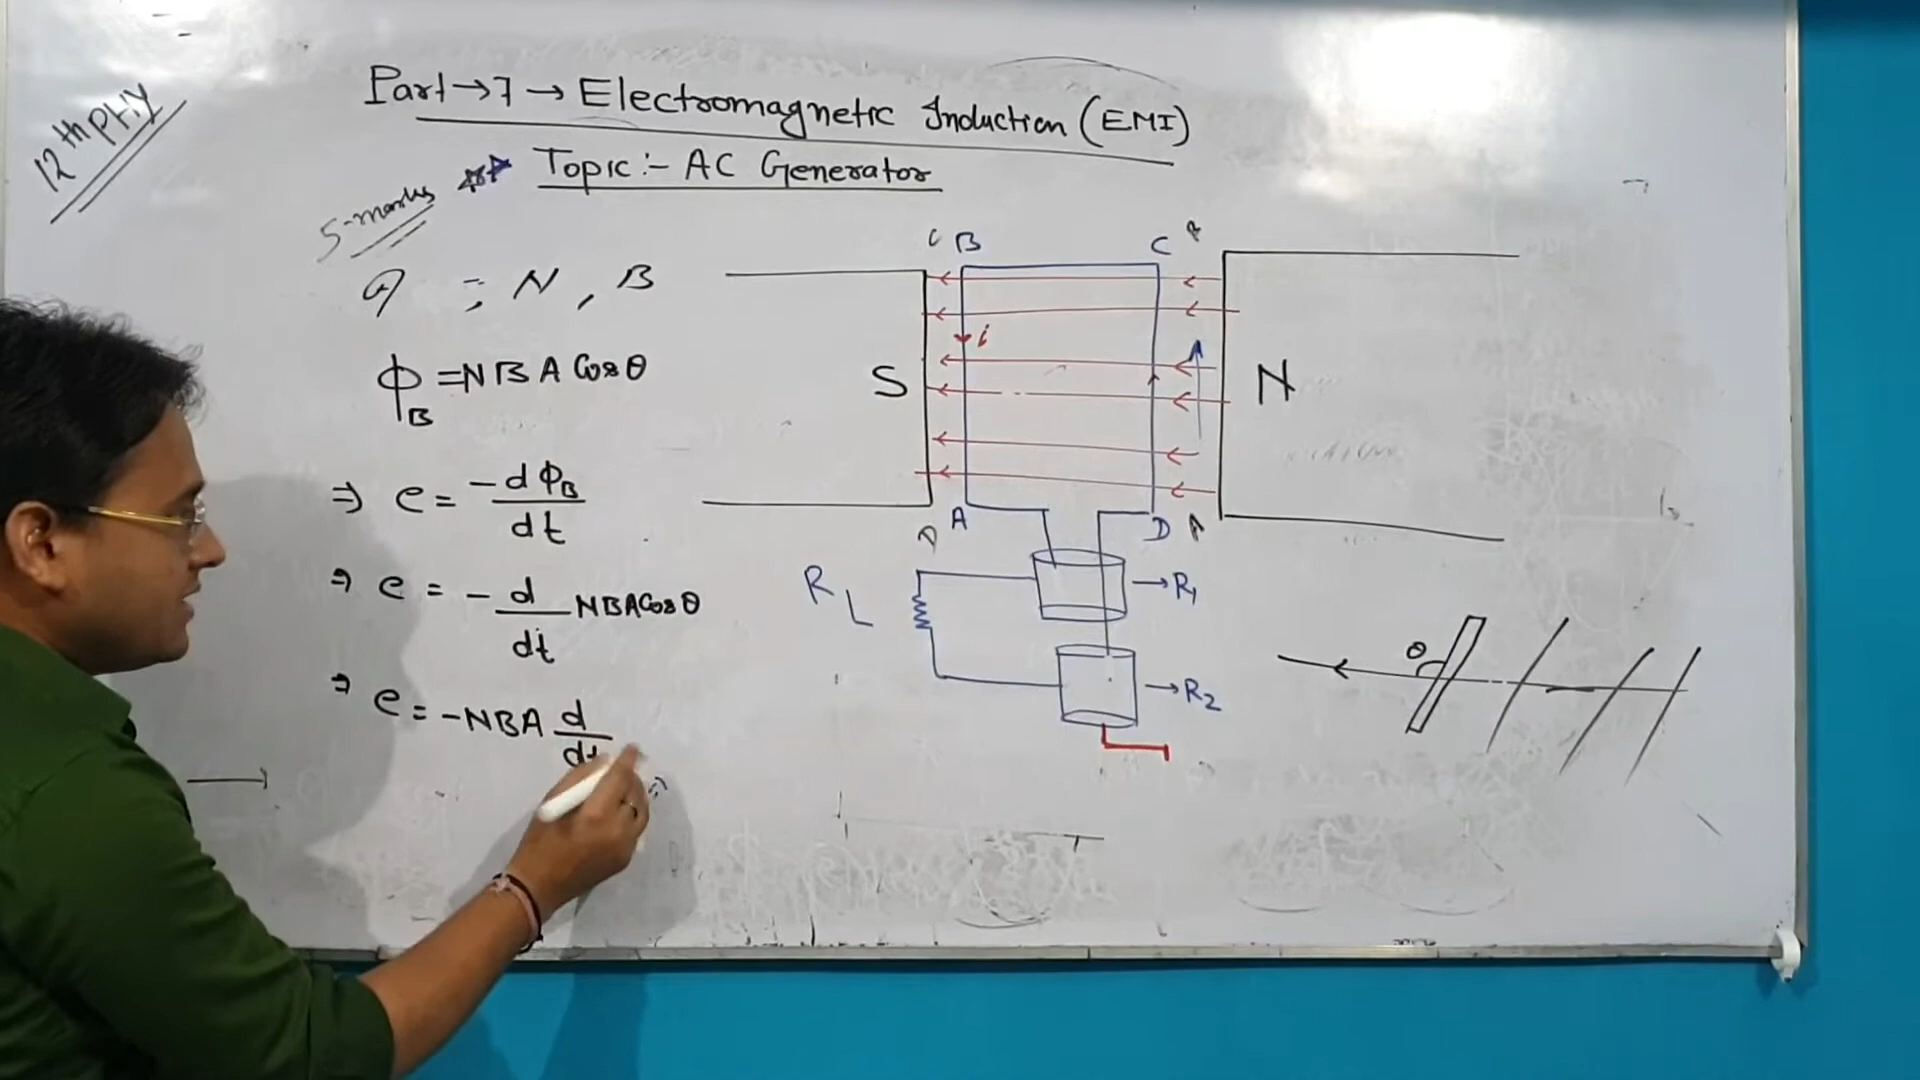 12th PHY
Part→7→ Electromagnetic Induction (EMI)
Topic:- AC Generator
5-marks
; N, B
ϕB = NBA Cosθ
⇒ e = -dϕB/dt
⇒ e = -d/dt NBACosθ
⇒ e = -NBA d/dt
B C
i
S N
A D
RL
→R1
→R2
θ